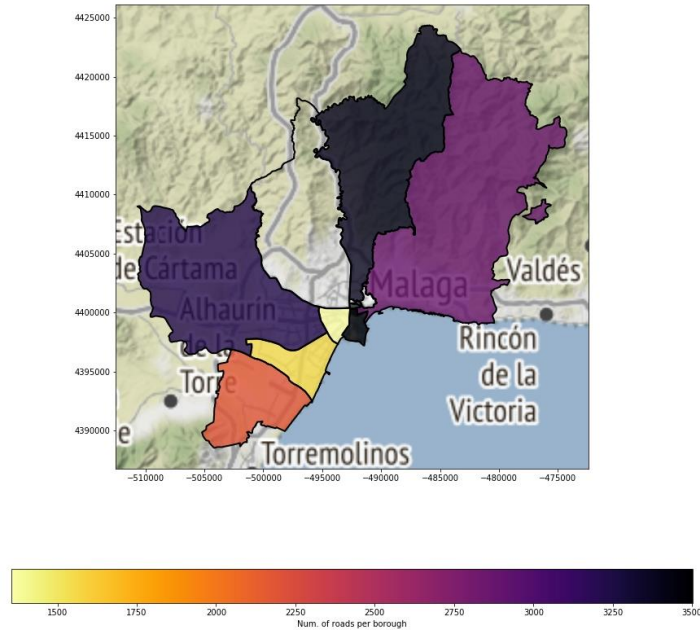 4425000
4420000
4415000
4410000
4405000
4400000
4395000
4390000
Estación
de Cártama
Alhaurín
de la
Torre
Malaga
Valdés
Rincón
de la
Victoria
Torremolinos
e
−510000 −505000 −500000 −495000 −490000 −485000 −480000 −475000
1500 1750 2000 2250 2500 2750 3000 3250 3500
Num. of roads per borough